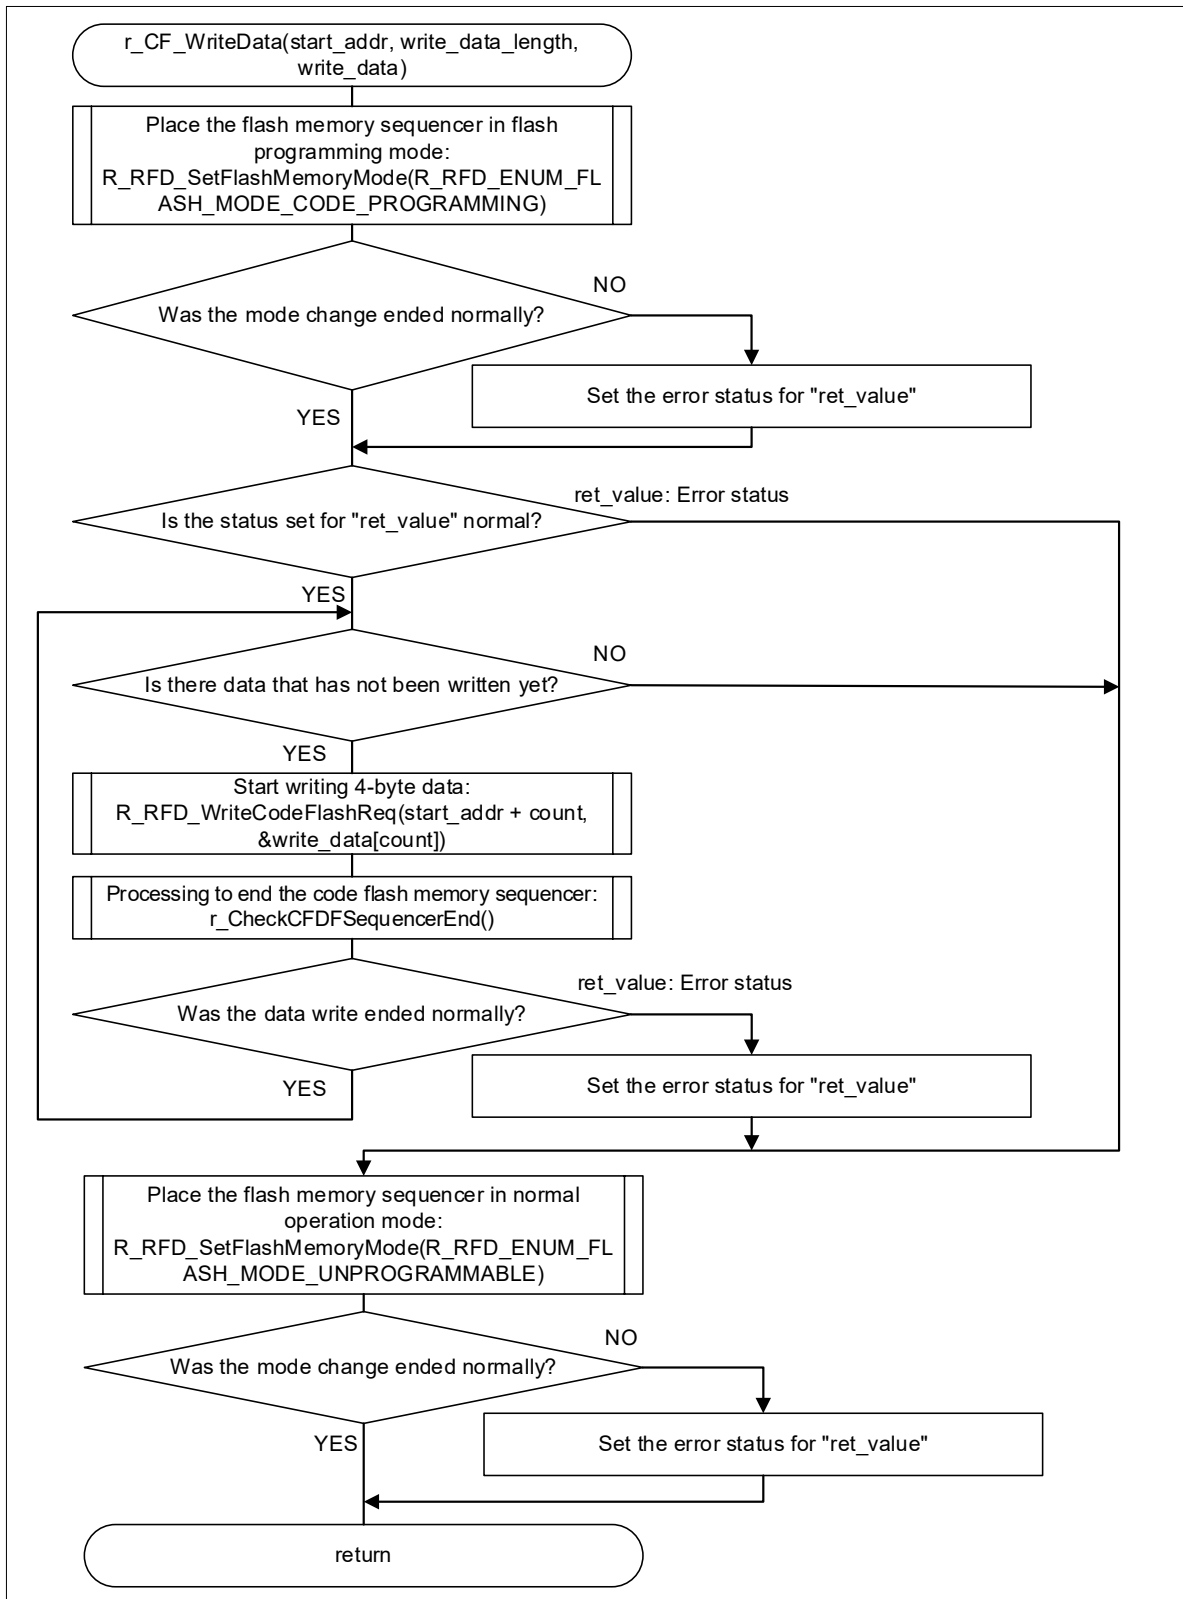 r_CF_WriteData(start_addr, write_data_length,
write_data)
Place the flash memory sequencer in flash
programming mode:
R_RFD_SetFlashMemoryMode(R_RFD_ENUM_FL
ASH_MODE_CODE_PROGRAMMING)
NO
Was the mode change ended normally?
Set the error status for "ret_value"
YES
ret_value: Error status
Is the status set for "ret_value" normal?
YES
NO
Is there data that has not been written yet?
YES
Start writing 4-byte data:
R_RFD_WriteCodeFlashReq(start_addr + count,
&write_data[count])
Processing to end the code flash memory sequencer:
r_CheckCFDFSequencerEnd()
ret_value: Error status
Was the data write ended normally?
Set the error status for "ret_value"
YES
Place the flash memory sequencer in normal
operation mode:
R_RFD_SetFlashMemoryMode(R_RFD_ENUM_FL
ASH_MODE_UNPROGRAMMABLE)
NO
Was the mode change ended normally?
YES
Set the error status for "ret_value"
return